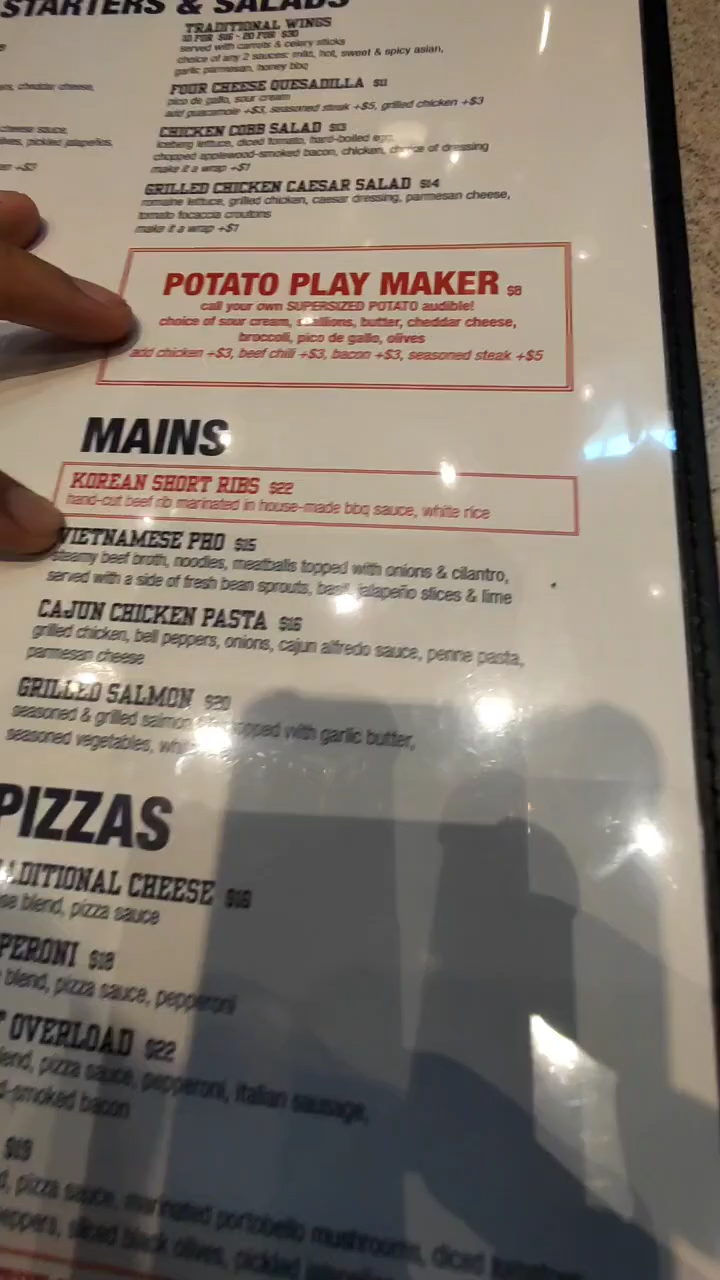 STARTERS & SALADS
TRADITIONAL WINGS
10 FOR $16 - 20 FOR $30
served with carrots & celery sticks
choice of any 2 sauces: mild, hot, sweet & spicy asian,
garlic parmesan, honey bbq
cheddar cheese,
FOUR CHEESE QUESADILLA $11
pico de gallo, sour cream
add guacamole +$3, seasoned steak +$5, grilled chicken +$3
cheese sauce,
pickled jalapeños,
+$3
CHICKEN COBB SALAD $13
iceberg lettuce, diced tomato, hard-boiled egg,
chopped applewood-smoked bacon, chicken, choice of dressing
make it a wrap +$1
GRILLED CHICKEN CAESAR SALAD $14
romaine lettuce, grilled chicken, caesar dressing, parmesan cheese,
tomato focaccia croutons
make it a wrap +$1
POTATO PLAY MAKER $8
call your own SUPERSIZED POTATO audible!
choice of sour cream, scallions, butter, cheddar cheese,
broccoli, pico de gallo, olives
add chicken +$3, beef chili +$3, bacon +$3, seasoned steak +$5
MAINS
KOREAN SHORT RIBS $22
hand-cut beef rib marinated in house-made bbq sauce, white rice
VIETNAMESE PHO $15
steamy beef broth, noodles, meatballs topped with onions & cilantro,
served with a side of fresh bean sprouts, basil, jalapeño slices & lime
CAJUN CHICKEN PASTA $16
grilled chicken, bell peppers, onions, cajun alfredo sauce, penne pasta,
parmesan cheese
GRILLED SALMON $20
seasoned & grilled salmon topped with garlic butter,
seasoned vegetables,
PIZZAS
ADITIONAL CHEESE $16
se blend, pizza sauce
PERONI $18
blend, pizza sauce, pepperoni
OVERLOAD $22
lend, pizza sauce, pepperoni, italian sausage,
d-smoked bacon
$19
d, pizza sauce, marinated portobello mushrooms, diced
eppers, sliced black olives, pickled